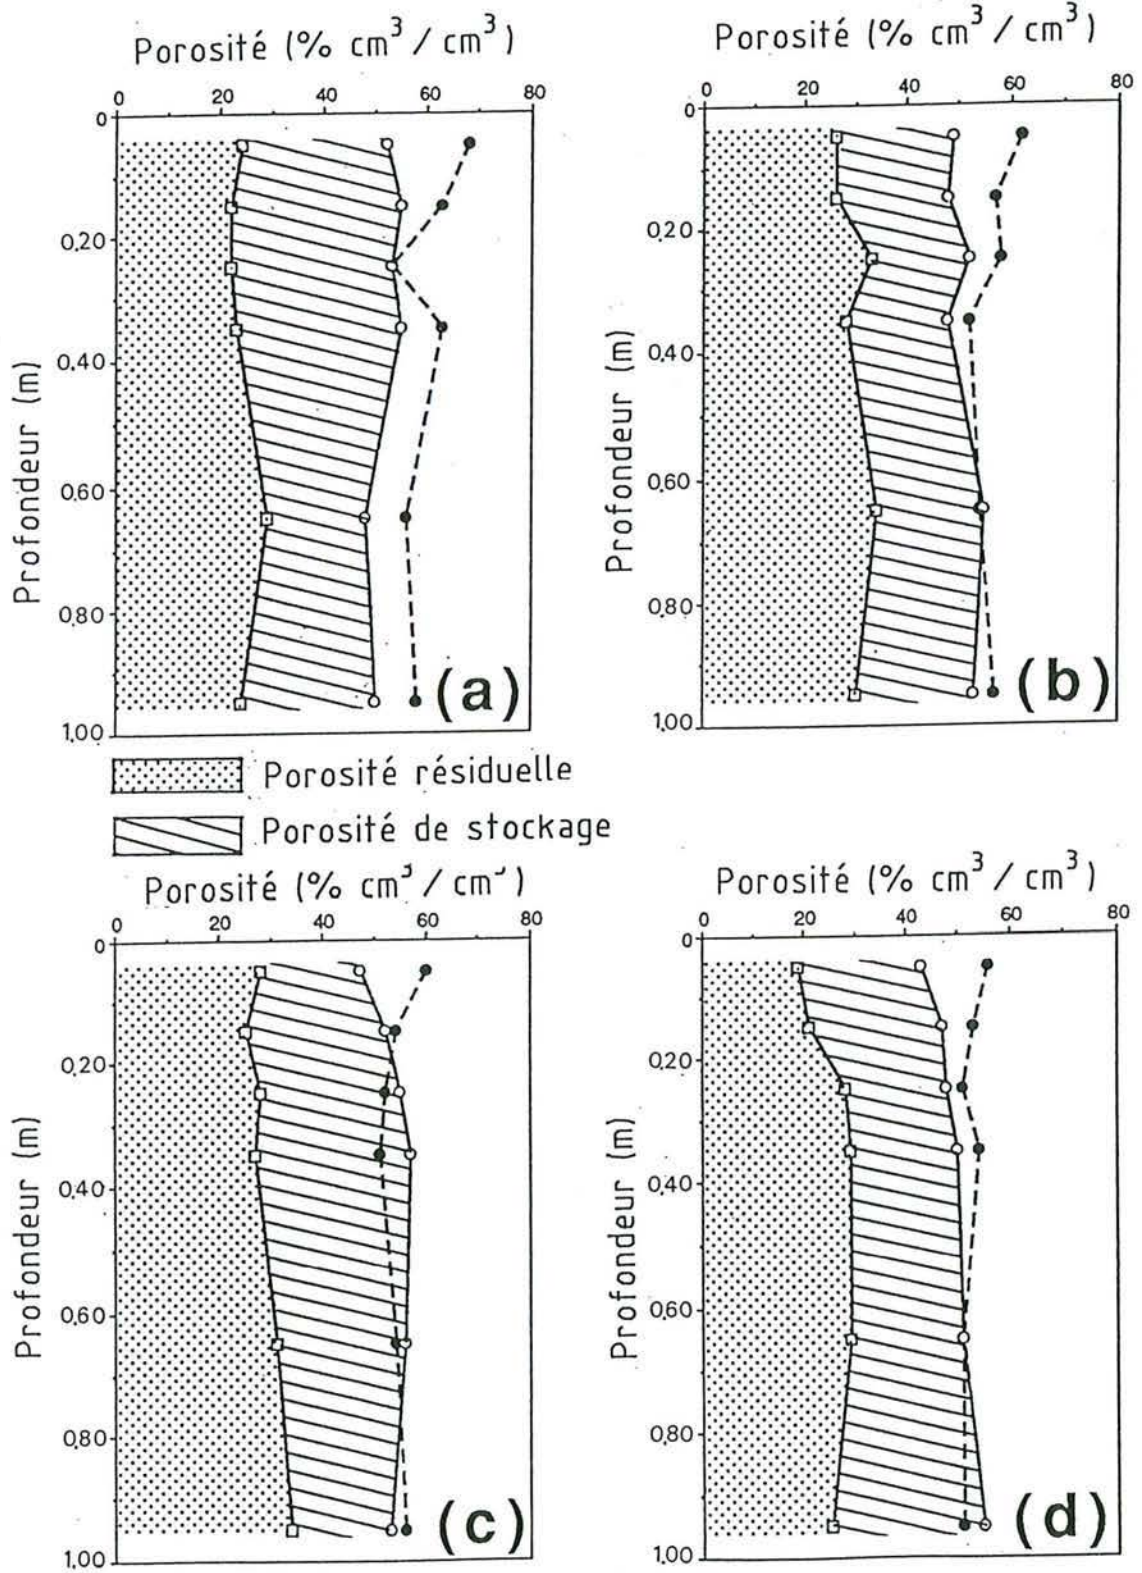 Porosité (% cm³ / cm³)
0 20 40 60 80
0
0,20
0,40
0,60
0,80
1,00
Profondeur (m)
(a)
Porosité (% cm³ / cm³)
0 20 40 60 80
0
0,20
0,40
0,60
0,80
1,00
Profondeur (m)
(b)
Porosité résiduelle
Porosité de stockage
Porosité (% cm³ / cm³)
0 20 40 60 80
0
0,20
0,40
0,60
0,80
1,00
Profondeur (m)
(c)
Porosité (% cm³ / cm³)
0 20 40 60 80
0
0,20
0,40
0,60
0,80
1,00
Profondeur (m)
(d)